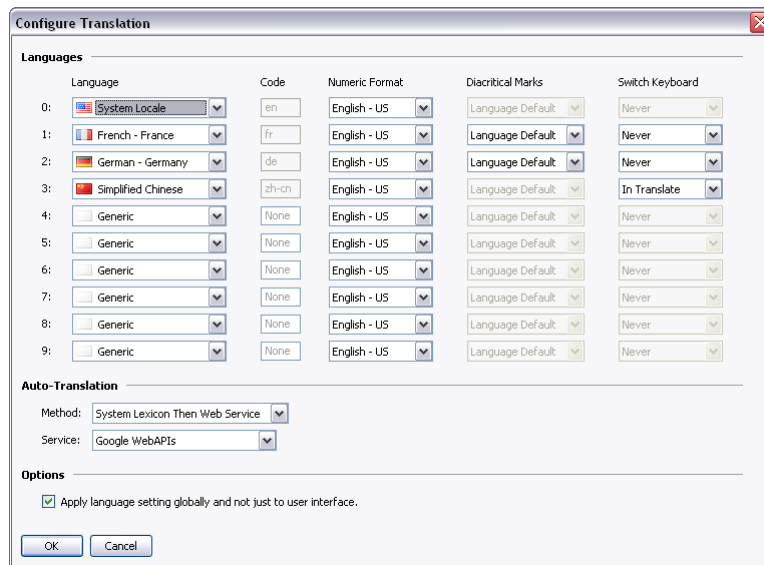 Configure Translation
Languages
Language Code Numeric Format Diacritical Marks Switch Keyboard
0: System Locale en English - US Language Default Never
1: French - France fr English - US Language Default Never
2: German - Germany de English - US Language Default Never
3: Simplified Chinese zh-cn English - US Language Default In Translate
4: Generic None English - US Language Default Never
5: Generic None English - US Language Default Never
6: Generic None English - US Language Default Never
7: Generic None English - US Language Default Never
8: Generic None English - US Language Default Never
9: Generic None English - US Language Default Never
Auto-Translation
Method: System Lexicon Then Web Service
Service: Google WebAPIs
Options
Apply language setting globally and not just to user interface.
OK Cancel